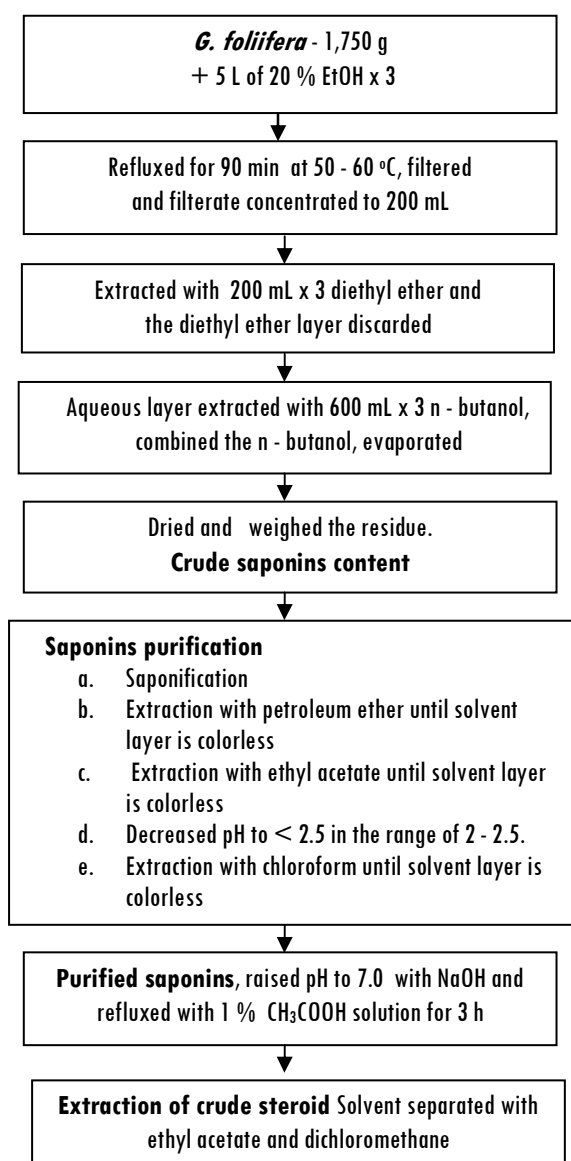 G. foliifera - 1,750 g
+ 5 L of 20 % EtOH x 3
Refluxed for 90 min at 50 - 60 ºC, filtered
and filterate concentrated to 200 mL
Extracted with 200 mL x 3 diethyl ether and
the diethyl ether layer discarded
Aqueous layer extracted with 600 mL x 3 n - butanol,
combined the n - butanol, evaporated
Dried and weighed the residue.
Crude saponins content
Saponins purification
a. Saponification
b. Extraction with petroleum ether until solvent
layer is colorless
c. Extraction with ethyl acetate until solvent layer
is colorless
d. Decreased pH to < 2.5 in the range of 2 - 2.5.
e. Extraction with chloroform until solvent layer is
colorless
Purified saponins, raised pH to 7.0 with NaOH and
refluxed with 1 % CH₃COOH solution for 3 h
Extraction of crude steroid Solvent separated with
ethyl acetate and dichloromethane